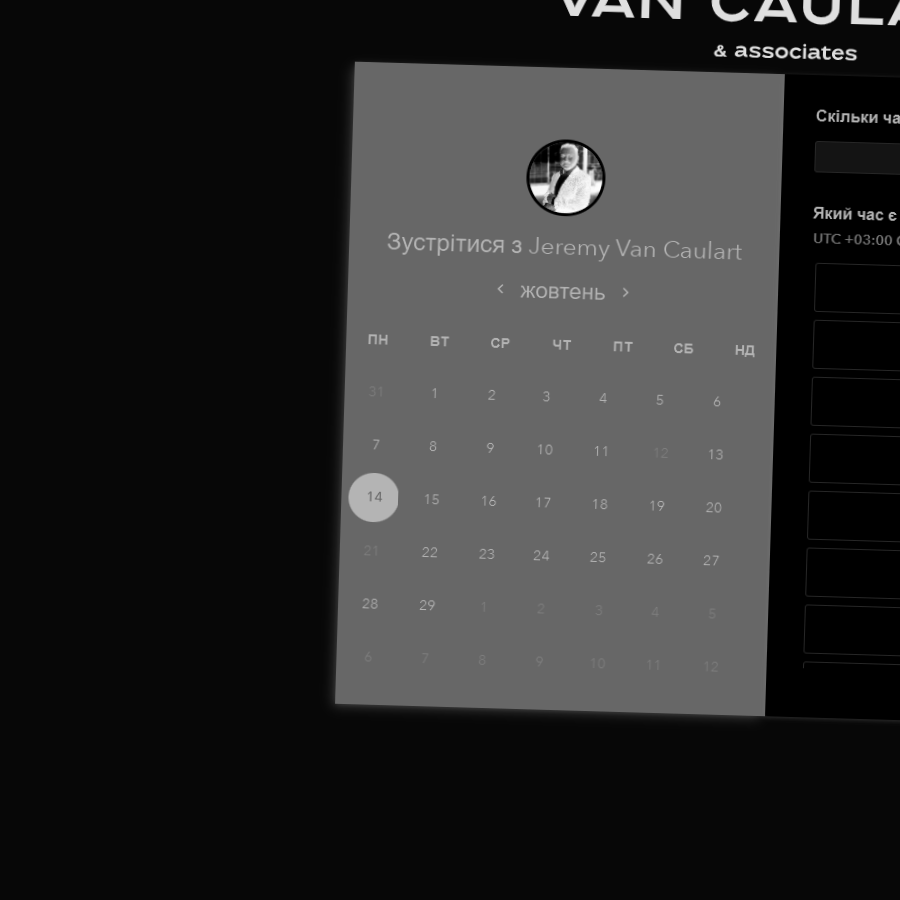 VAN
& associates
Скільки
Зустрітися з Jeremy Van Caulart
Який час є
UTC +03:00
жовтень
ПН ВТ СР ЧТ ПТ СБ НД
31 1 2 3 4 5 6
7 8 9 10 11 12 13
14 15 16 17 18 19 20
21 22 23 24 25 26 27
28 29 1 2 3 4 5
6 7 8 9 10 11 12